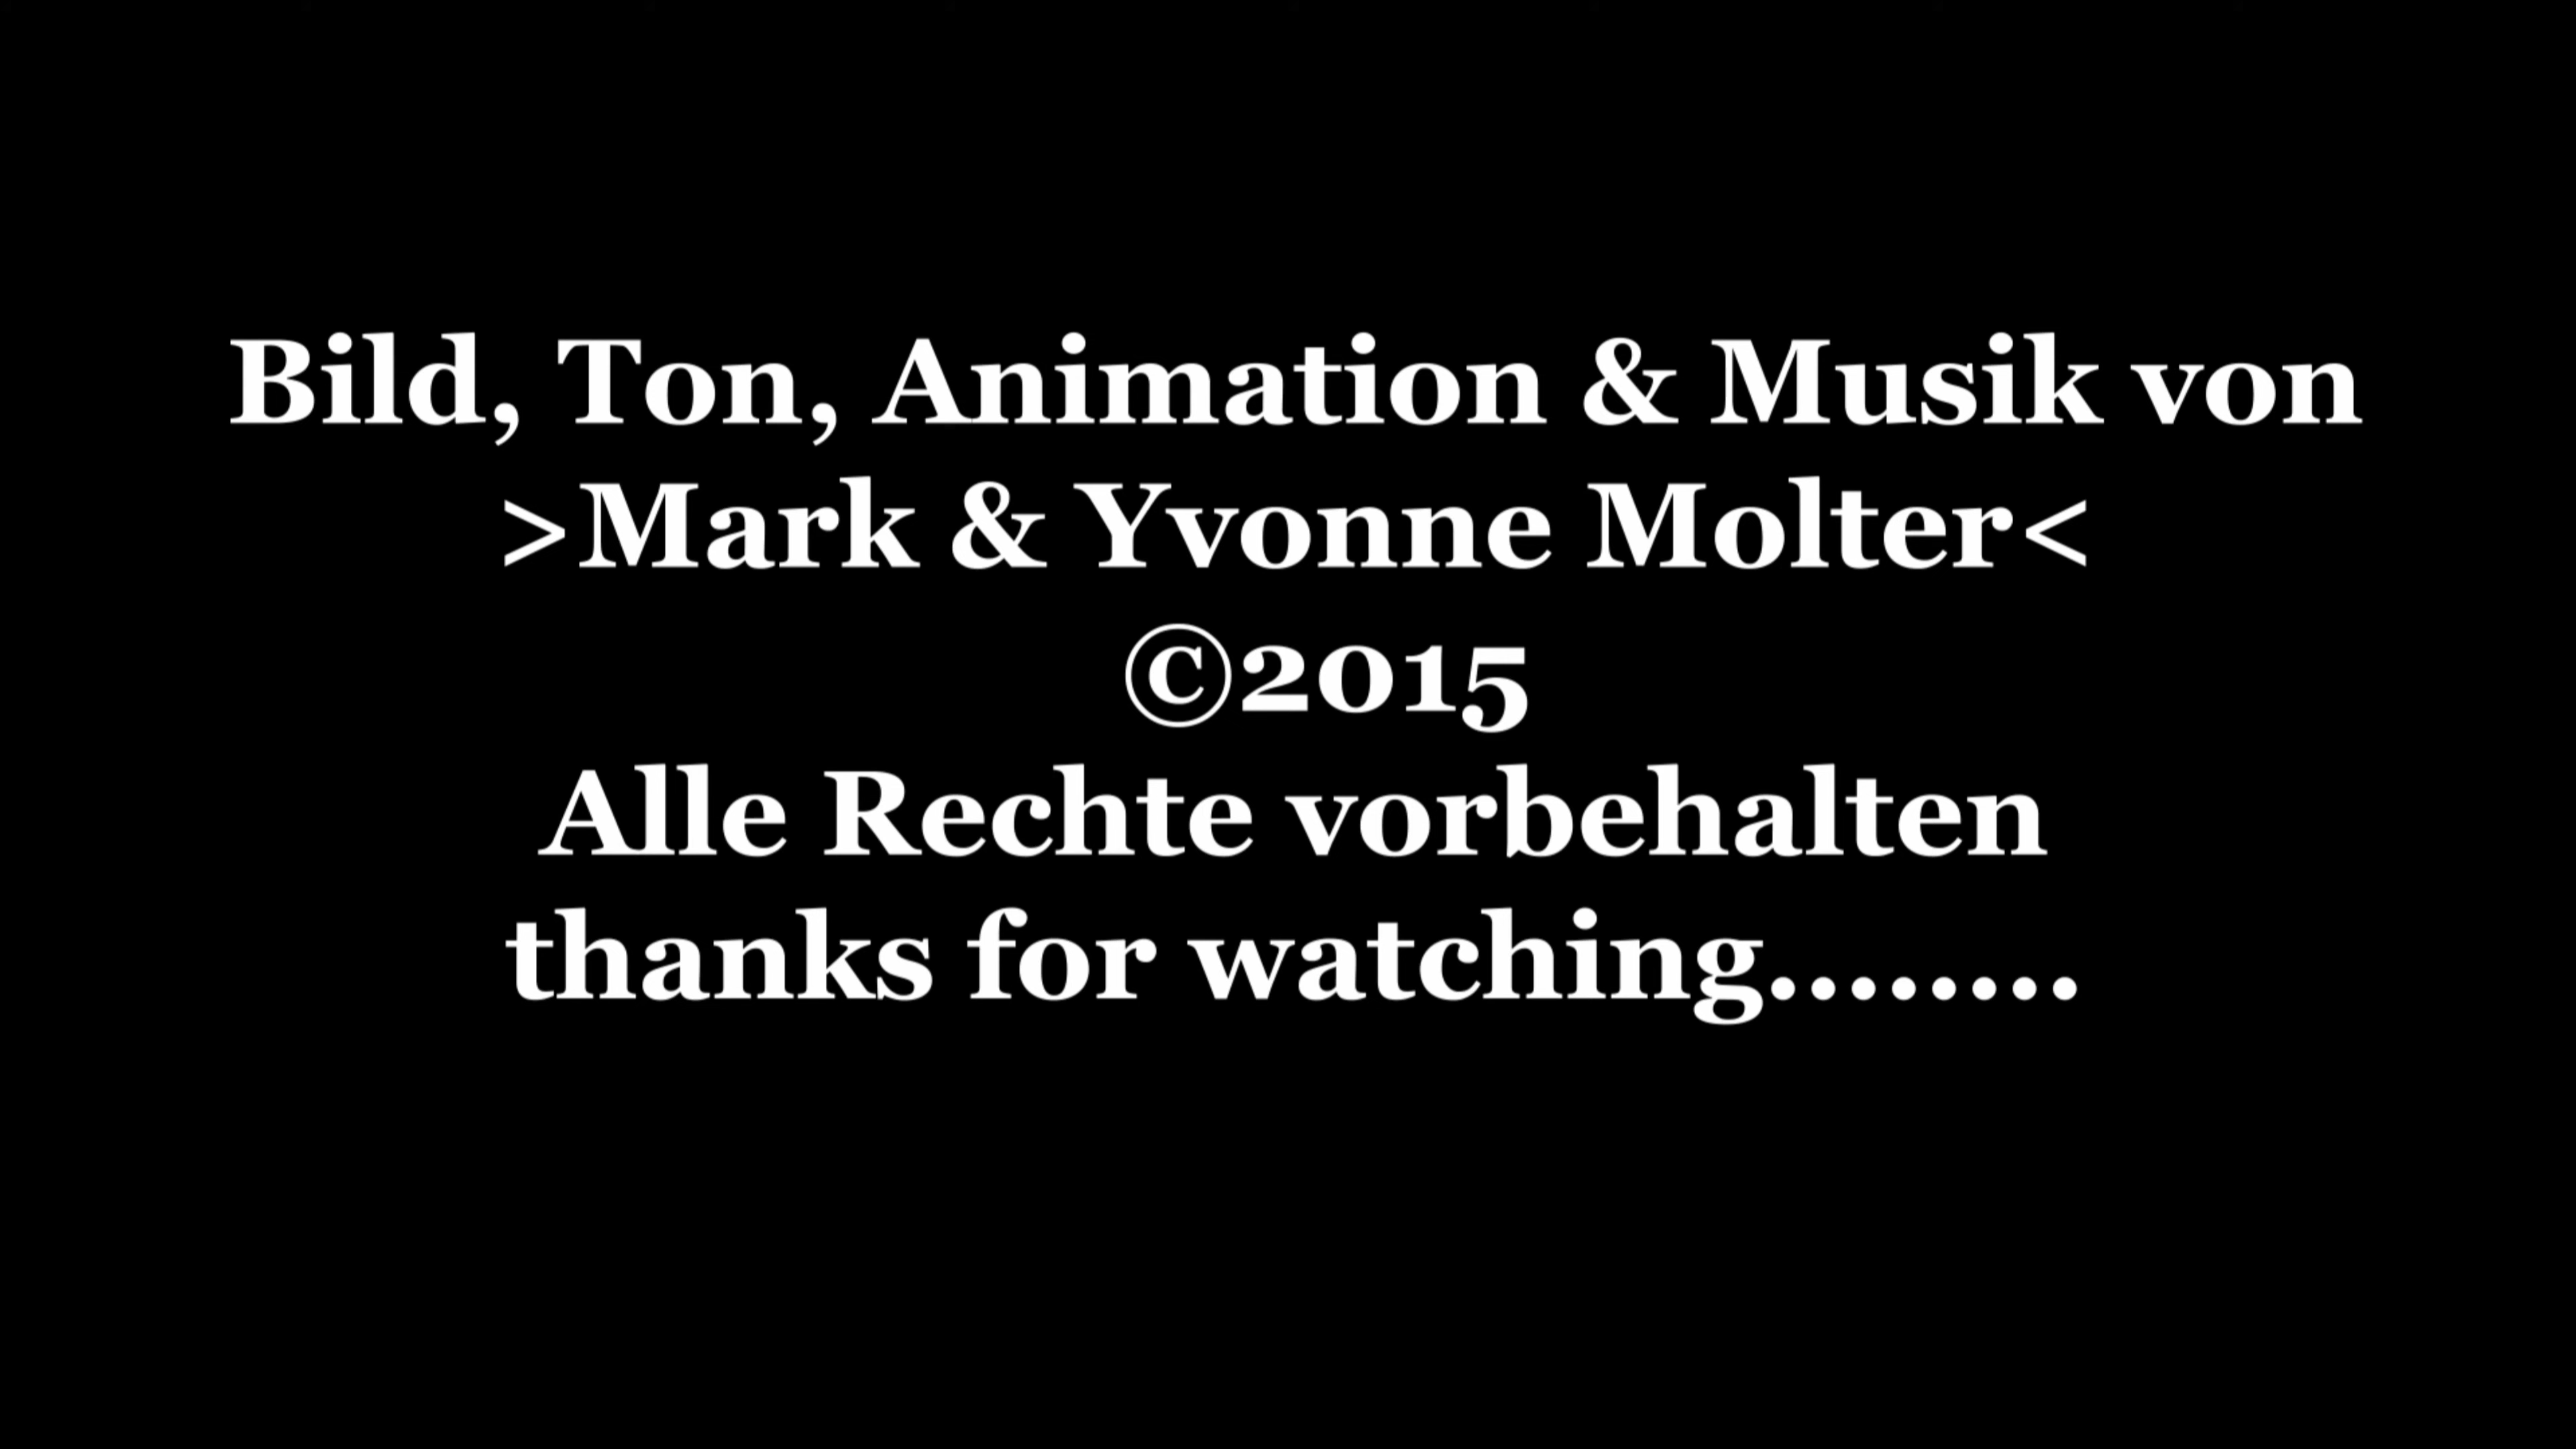 Bild, Ton, Animation & Musik von
>Mark & Yvonne Molter<
©2015
Alle Rechte vorbehalten
thanks for watching........